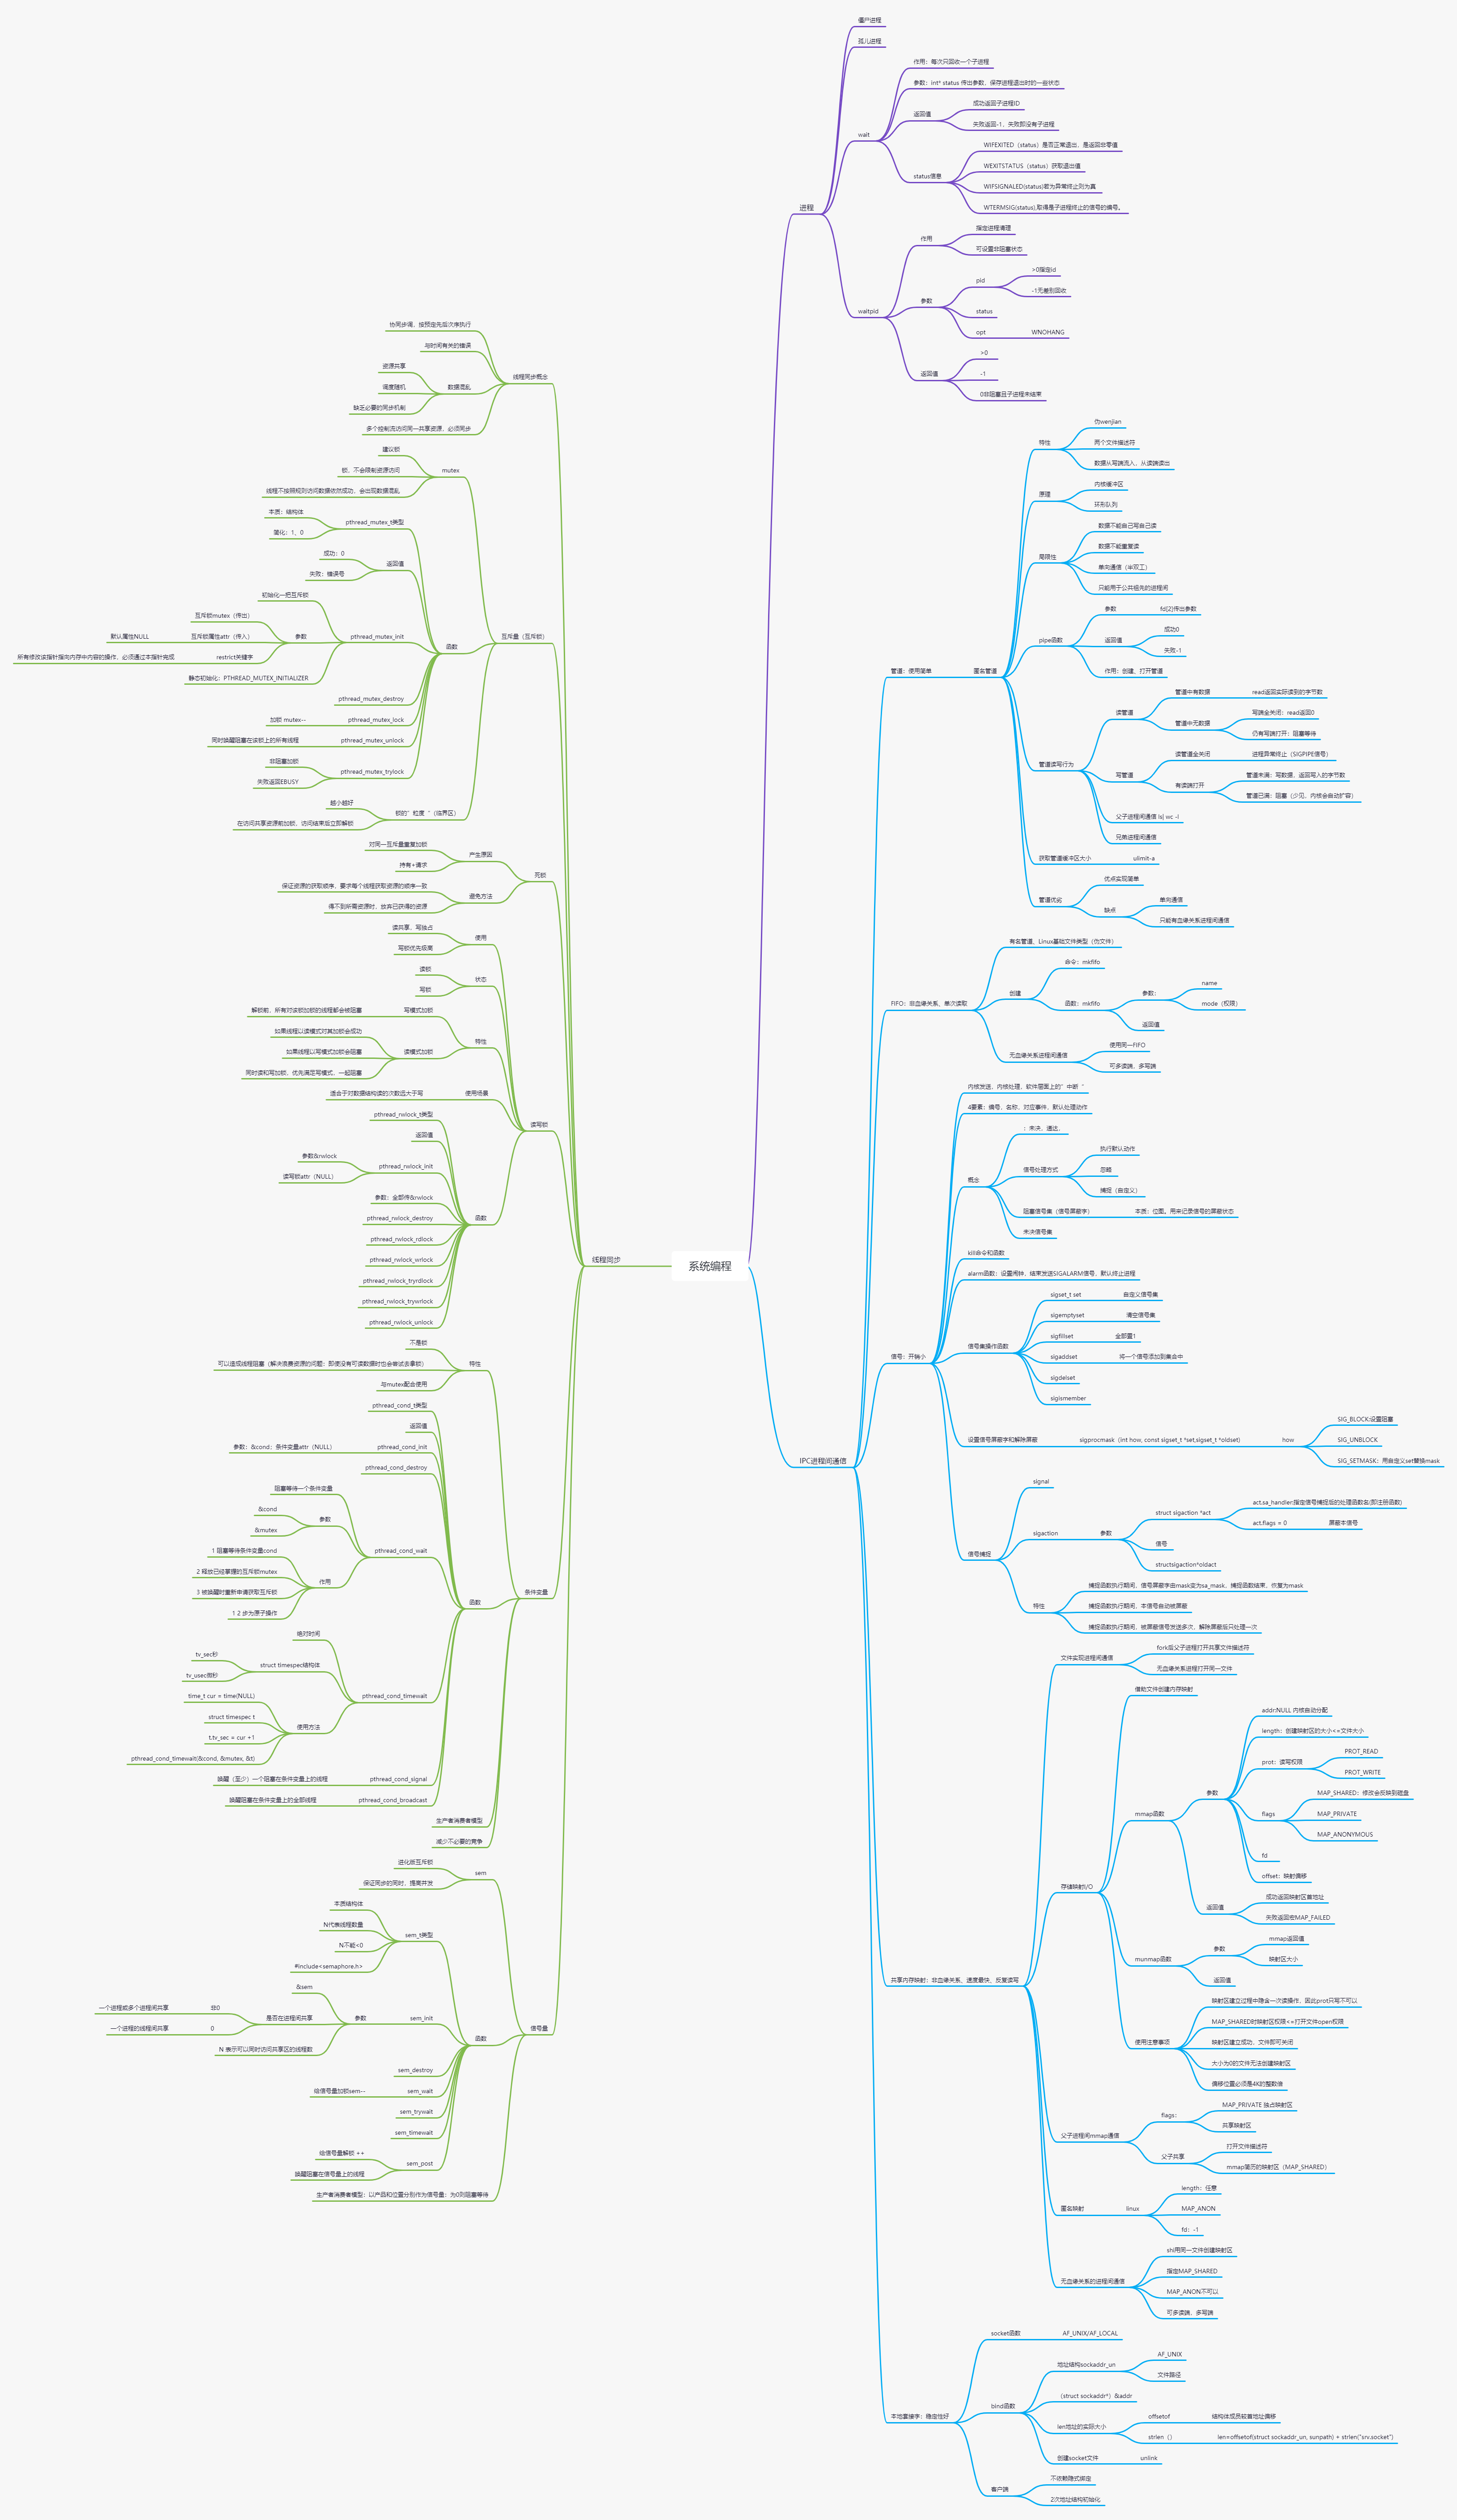 系统编程
进程
僵尸进程
孤儿进程
wait
作用：每次只回收一个子进程
参数：int* status 传出参数，保存进程退出时的一些状态
返回值
成功返回子进程ID
失败返回-1，失败即没有子进程
status信息
WIFEXITED（status）是否正常退出，是返回非零值
WEXITSTATUS（status）获取退出值
WIFSIGNALED(status)若为异常终止则为真
WTERMSIG(status),取得是子进程终止的信号的编号。
waitpid
作用
指定进程清理
可设置非阻塞状态
参数
pid
>0指定id
-1无差别回收
status
opt
WNOHANG
返回值
>0
-1
0非阻塞且子进程未结束
IPC进程间通信
管道：使用简单
匿名管道
特性
伪wenjian
两个文件描述符
数据从写端流入，从读端读出
原理
内核缓冲区
环形队列
局限性
数据不能自己写自己读
数据不能重复读
单向通信（半双工）
只能用于公共祖先的进程间
pipe函数
参数
fd[2]传出参数
返回值
成功0
失败-1
作用：创建、打开管道
管道读写行为
读管道
管道中有数据
read返回实际读到的字节数
管道中无数据
写端全关闭：read返回0
仍有写端打开：阻塞等待
写管道
读管道全关闭
进程异常终止（SIGPIPE信号）
有读端打开
管道未满：写数据，返回写入的字节数
管道已满：阻塞（少见，内核会自动扩容）
父子进程间通信 ls| wc -l
兄弟进程间通信
获取管道缓冲区大小
ulimit-a
管道优劣
优点实现简单
缺点
单向通信
只能有血缘关系进程间通信
FIFO：非血缘关系、单次读取
有名管道、Linux基础文件类型（伪文件）
创建
命令：mkfifo
函数：mkfifo
参数：
name
mode（权限）
返回值
无血缘关系进程间通信
使用同一FIFO
可多读端，多写端
信号：开销小
内核发送，内核处理，软件层面上的”中断“
4要素：编号，名称，对应事件，默认处理动作
概念
：未决，递达，
信号处理方式
执行默认动作
忽略
捕捉（自定义）
阻塞信号集（信号屏蔽字）
本质：位图。用来记录信号的屏蔽状态
未决信号集
kill命令和函数
alarm函数：设置闹钟，结束发送SIGALARM信号，默认终止进程
信号集操作函数
sigset_t set
自定义信号集
sigemptyset
清空信号集
sigfillset
全部置1
sigaddset
将一个信号添加到集合中
sigdelset
sigismember
设置信号屏蔽字和解除屏蔽
sigprocmask（int how, const sigset_t *set,sigset_t *oldset)
how
SIG_BLOCK:设置阻塞
SIG_UNBLOCK
SIG_SETMASK：用自定义set替换mask
信号捕捉
signal
sigaction
参数
struct sigaction *act
act.sa_handler:指定信号捕捉后的处理函数名(即注册函数)
act.flags = 0
屏蔽本信号
信号
structsigaction*oldact
特性
捕捉函数执行期间，信号屏蔽字由mask变为sa_mask，捕捉函数结束，恢复为mask
捕捉函数执行期间，本信号自动被屏蔽
捕捉函数执行期间，被屏蔽信号发送多次，解除屏蔽后只处理一次
共享内存映射：非血缘关系、速度最快、反复读写
文件实现进程间通信
fork后父子进程打开共享文件描述符
无血缘关系进程打开同一文件
存储映射I/O
借助文件创建内存映射
mmap函数
参数
addr:NULL 内核自动分配
length：创建映射区的大小<=文件大小
prot：读写权限
PROT_READ
PROT_WRITE
flags
MAP_SHARED：修改会反映到磁盘
MAP_PRIVATE
MAP_ANONYMOUS
fd
offset：映射偏移
返回值
成功返回映射区首地址
失败返回宏MAP_FAILED
munmap函数
参数
mmap返回值
映射区大小
返回值
使用注意事项
映射区建立过程中隐含一次读操作，因此prot只写不可以
MAP_SHARED时映射区权限<=打开文件open权限
映射区建立成功，文件即可关闭
大小为0的文件无法创建映射区
偏移位置必须是4K的整数倍
父子进程间mmap通信
flags：
MAP_PRIVATE 独占映射区
共享映射区
父子共享
打开文件描述符
mmap简历的映射区（MAP_SHARED）
匿名映射
linux
length：任意
MAP_ANON
fd：-1
无血缘关系的进程间通信
shi用同一文件创建映射区
指定MAP_SHARED
MAP_ANON不可以
可多读端，多写端
本地套接字：稳定性好
socket函数
AF_UNIX/AF_LOCAL
bind函数
地址结构sockaddr_un
AF_UNIX
文件路径
（struct sockaddr*）&addr
len地址的实际大小
offsetof
结构体成员较首地址偏移
strlen（）
len=offsetof(struct sockaddr_un, sunpath) + strlen("srv.socket")
创建socket文件
unlink
客户端
不依赖隐式绑定
2次地址结构初始化
线程同步
线程同步概念
协同步调，按预定先后次序执行
与时间有关的错误
数据混乱
资源共享
调度随机
缺乏必要的同步机制
多个控制流访问同一共享资源，必须同步
互斥量（互斥锁）
mutex
建议锁
锁，不会限制资源访问
线程不按照规则访问数据依然成功，会出现数据混乱
函数
pthread_mutex_t类型
本质：结构体
简化：1，0
返回值
成功：0
失败：错误号
pthread_mutex_init
初始化一把互斥锁
参数
互斥锁mutex（传出）
互斥锁属性attr（传入）
默认属性NULL
restrict关键字
所有修改该指针指向内存中内容的操作，必须通过本指针完成
静态初始化：PTHREAD_MUTEX_INITIALIZER
pthread_mutex_destroy
pthread_mutex_lock
加锁 mutex--
pthread_mutex_unlock
同时唤醒阻塞在该锁上的所有线程
pthread_mutex_trylock
非阻塞加锁
失败返回EBUSY
锁的”粒度“（临界区）
越小越好
在访问共享资源前加锁，访问结束后立即解锁
死锁
产生原因
对同一互斥量重复加锁
持有+请求
避免方法
保证资源的获取顺序，要求每个线程获取资源的顺序一致
得不到所需资源时，放弃已获得的资源
读写锁
使用
读共享，写独占
写锁优先级高
状态
读锁
写锁
特性
写模式加锁
解锁前，所有对该锁加锁的线程都会被阻塞
读模式加锁
如果线程以读模式对其加锁会成功
如果线程以写模式加锁会阻塞
同时读和写加锁，优先满足写模式，一起阻塞
使用场景
适合于对数据结构读的次数远大于写
函数
pthread_rwlock_t类型
返回值
pthread_rwlock_init
参数&rwlock
读写锁attr（NULL）
参数：全部传&rwlock
pthread_rwlock_destroy
pthread_rwlock_rdlock
pthread_rwlock_wrlock
pthread_rwlock_tryrdlock
pthread_rwlock_trywrlock
pthread_rwlock_unlock
条件变量
特性
不是锁
可以造成线程阻塞（解决浪费资源的问题：即使没有可读数据时也会尝试去拿锁）
与mutex配合使用
函数
pthread_cond_t类型
返回值
pthread_cond_init
参数：&cond；条件变量attr（NULL）
pthread_cond_destroy
pthread_cond_wait
阻塞等待一个条件变量
参数
&cond
&mutex
作用
1 阻塞等待条件变量cond
2 释放已经掌握的互斥锁mutex
3 被唤醒时重新申请获取互斥锁
1 2 步为原子操作
pthread_cond_timewait
绝对时间
struct timespec结构体
tv_sec秒
tv_usec微秒
使用方法
time_t cur = time(NULL)
struct timespec t
t.tv_sec = cur +1
pthread_cond_timewait(&cond, &mutex, &t)
pthread_cond_signal
唤醒（至少）一个阻塞在条件变量上的线程
pthread_cond_broadcast
唤醒阻塞在条件变量上的全部线程
生产者消费者模型
减少不必要的竞争
信号量
sem
进化版互斥锁
保证同步的同时，提高并发
函数
sem_t类型
本质结构体
N代表线程数量
N不能<0
#include<semaphore.h>
sem_init
参数
&sem
是否在进程间共享
非0
一个进程或多个进程间共享
0
一个进程的线程间共享
N 表示可以同时访问共享区的线程数
sem_destroy
sem_wait
给信号量加锁sem--
sem_trywait
sem_timewait
sem_post
给信号量解锁 ++
唤醒阻塞在信号量上的线程
生产者消费者模型：以产品和位置分别作为信号量；为0则阻塞等待